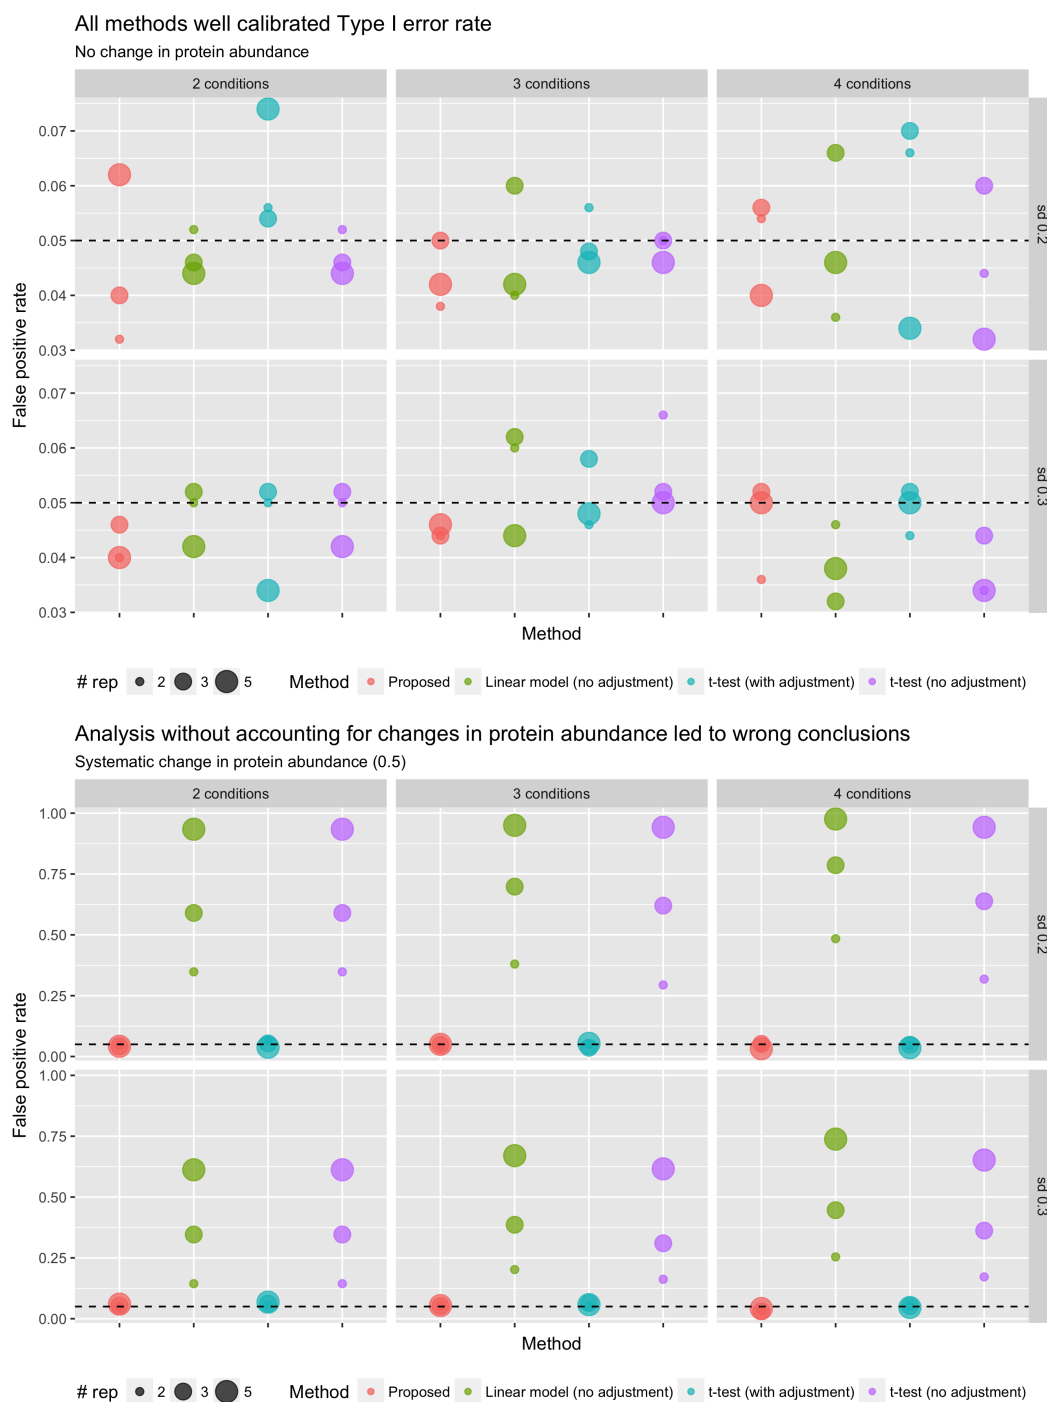 All methods well calibrated Type I error rate
No change in protein abundance
2 conditions 3 conditions 4 conditions
False positive rate
0.07
0.06
0.05
0.04
0.03
sd 0.2
0.07
0.06
0.05
0.04
0.03
sd 0.3
Method
# rep 2 3 5 Method Proposed Linear model (no adjustment) t-test (with adjustment) t-test (no adjustment)
Analysis without accounting for changes in protein abundance led to wrong conclusions
Systematic change in protein abundance (0.5)
2 conditions 3 conditions 4 conditions
False positive rate
1.00
0.75
0.50
0.25
0.00
sd 0.2
1.00
0.75
0.50
0.25
0.00
sd 0.3
Method
# rep 2 3 5 Method Proposed Linear model (no adjustment) t-test (with adjustment) t-test (no adjustment)